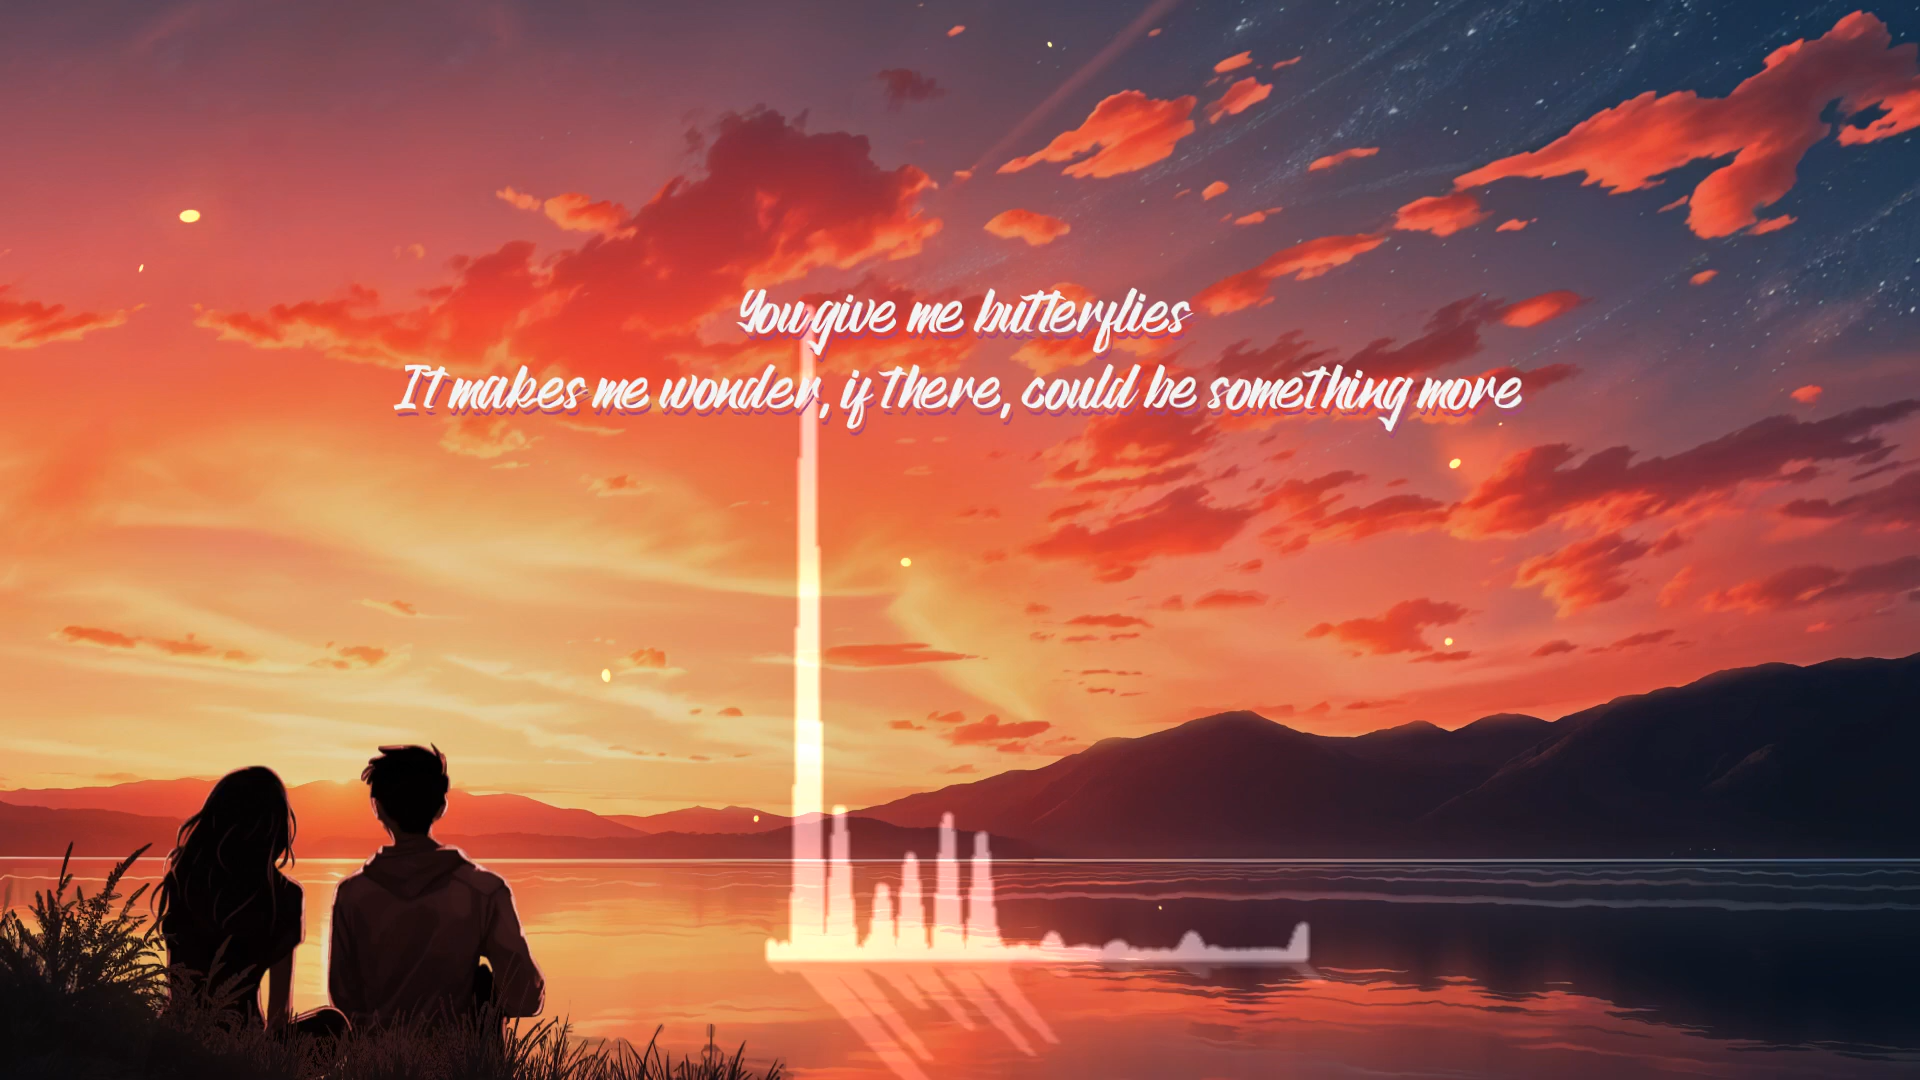 You give me butterflies
It makes me wonder, if there, could be something more